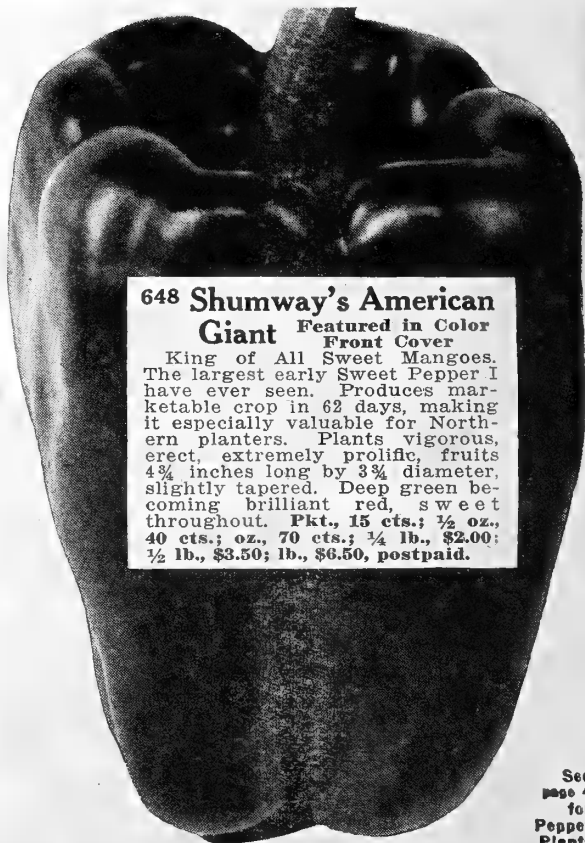 648 Shumway's American
Giant Featured in Color
Front Cover
King of All Sweet Mangoes.
The largest early Sweet Pepper I
have ever seen. Produces mar-
ketable crop in 62 days, making
it especially valuable for North-
ern planters. Plants vigorous,
erect, extremely prolific, fruits
4¾ inches long by 3¾ diameter,
slightly tapered. Deep green be-
coming brilliant red, sweet
throughout. Pkt., 15 cts.; ½ oz.,
40 cts.; oz., 70 cts.; ¼ lb., $2.00;
½ lb., $3.50; lb., $6.50, postpaid.
page
Pepper